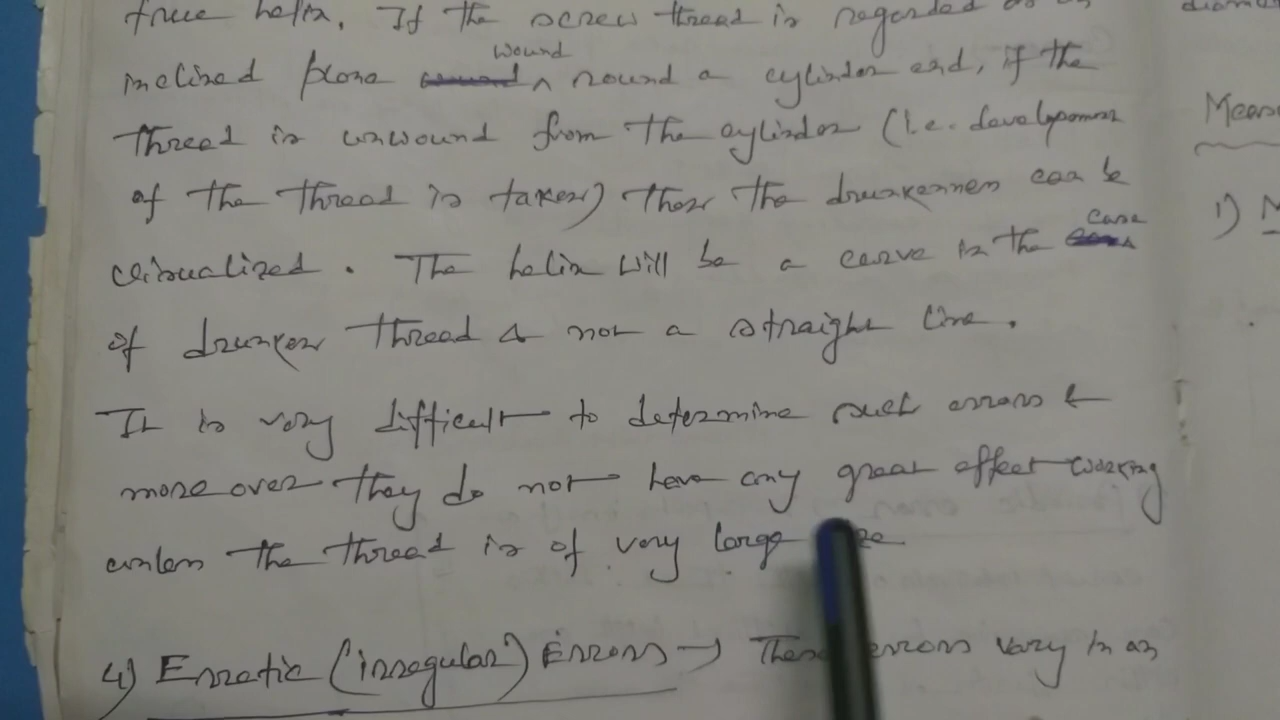 true helix. If the screw thread is regarded as an
inclined plane wound round a cylinder and, if the
thread is unwound from the cylinder (i.e. development
of the thread is taken) then the drunkenness can be
visualized. The helix will be a curve in the case
of drunken thread & not a straight line.
It is very difficult to determine such errors &
more over they do not have any great effect working
unless the thread is of very large
4) Erratic (irregular) Errors → These errors vary in an
1)